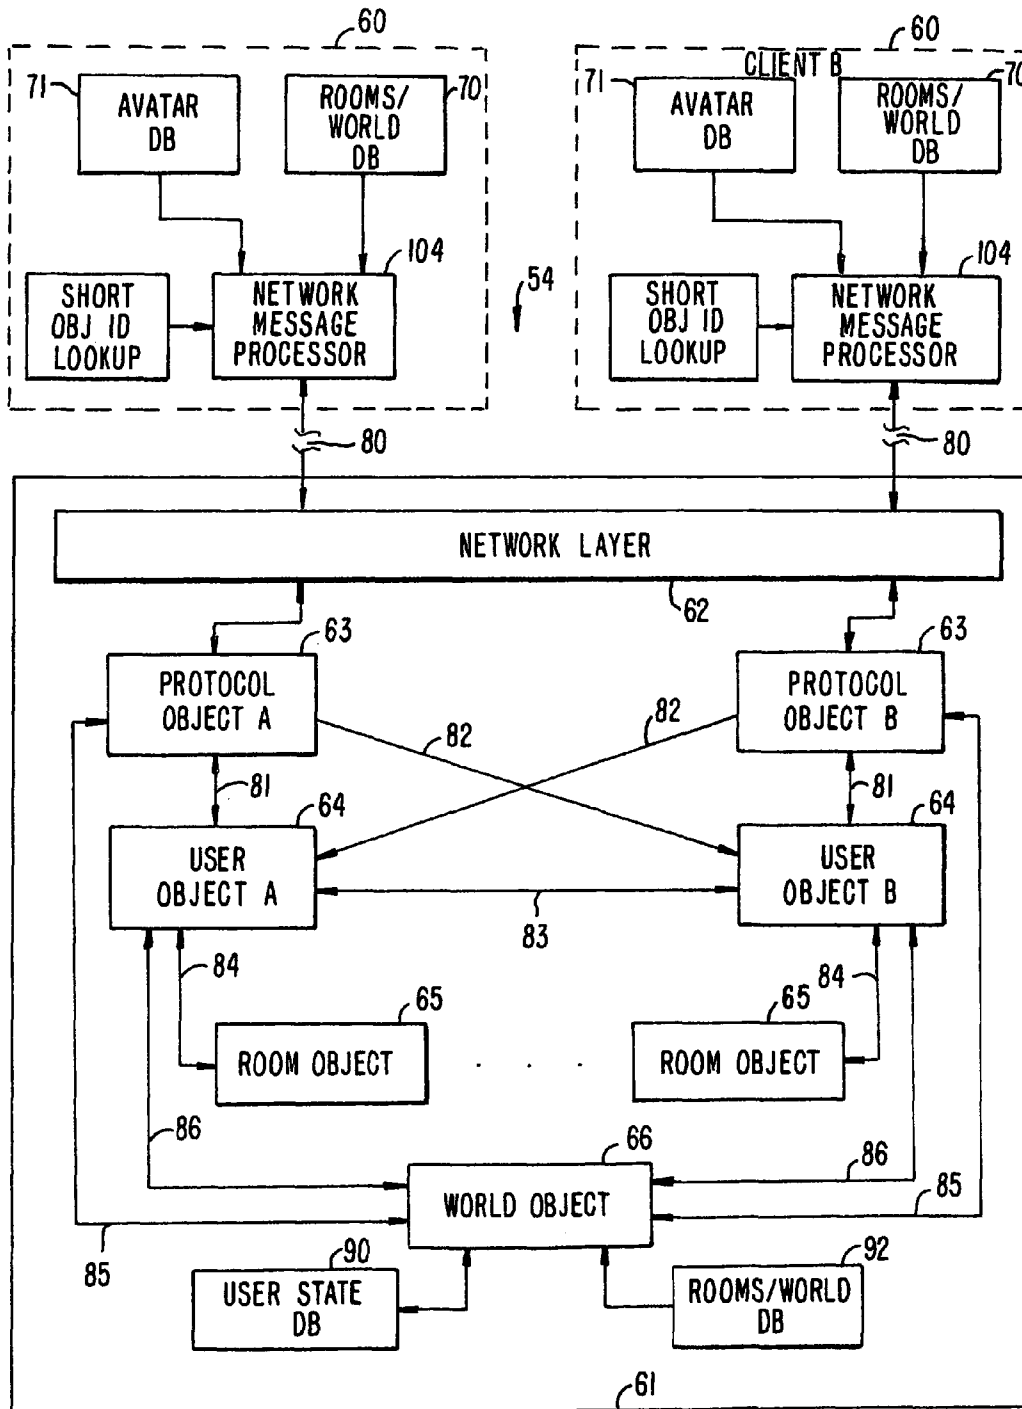 60
60
CLIENT B
71
AVATAR
DB
ROOMS/
WORLD
DB
70
71
AVATAR
DB
ROOMS/
WORLD
DB
70
SHORT
OBJ ID
LOOKUP
NETWORK
MESSAGE
PROCESSOR
104
54
SHORT
OBJ ID
LOOKUP
NETWORK
MESSAGE
PROCESSOR
104
80
80
NETWORK LAYER
62
63
PROTOCOL
OBJECT A
63
PROTOCOL
OBJECT B
82
82
81
81
64
USER
OBJECT A
64
USER
OBJECT B
83
84
84
65
ROOM OBJECT
. . .
65
ROOM OBJECT
86
66
WORLD OBJECT
86
85
85
90
USER STATE
DB
92
ROOMS/WORLD
DB
61